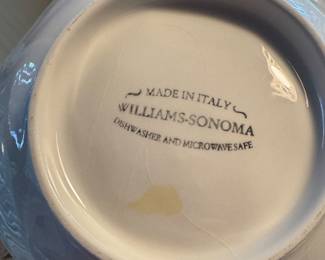 MADE IN ITALY
WILLIAMS-SONOMA
DISHWASHER AND MICROWAVE SAFE